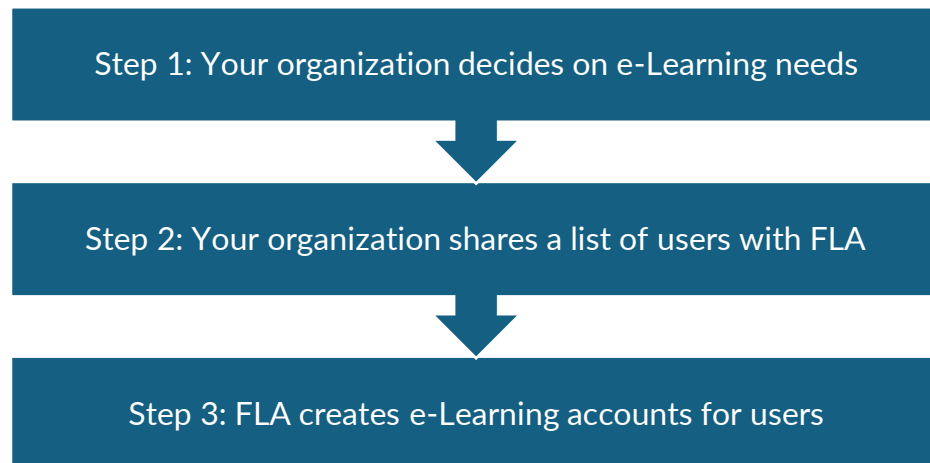 Step 1: Your organization decides on e-Learning needs
Step 2: Your organization shares a list of users with FLA
Step 3: FLA creates e-Learning accounts for users